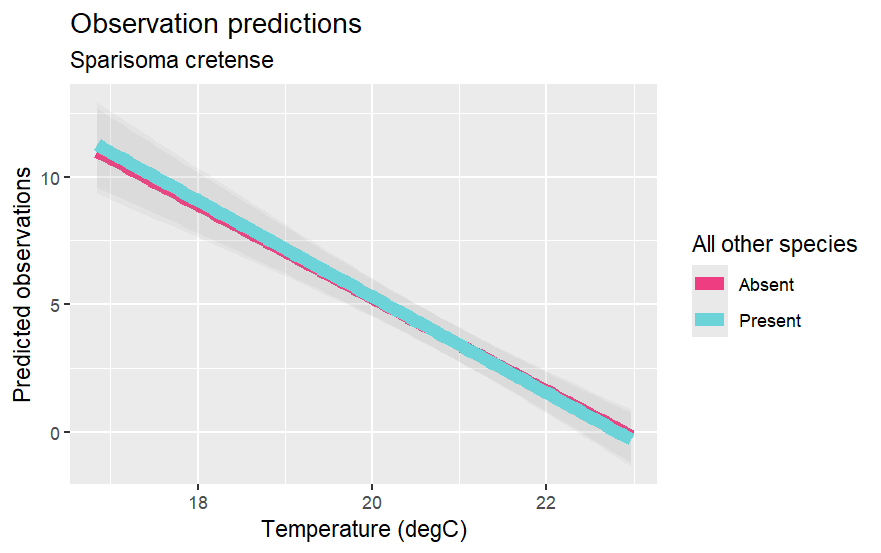 Observation predictions
Sparisoma cretense
Predicted observations
10
5
0
18
20
22
Temperature (degC)
All other species
Absent
Present